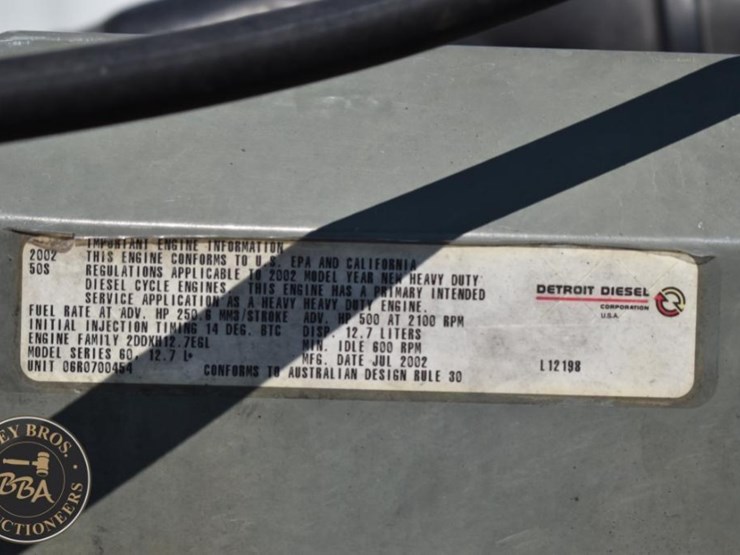 IMPORTANT ENGINE INFORMATION
2002 THIS ENGINE CONFORMS TO U.S. EPA AND CALIFORNIA
50S REGULATIONS APPLICABLE TO 2002 MODEL YEAR NEW HEAVY DUTY
DIESEL CYCLE ENGINES. THIS ENGINE HAS A PRIMARY INTENDED
SERVICE APPLICATION AS A HEAVY HEAVY DUTY ENGINE.
FUEL RATE AT ADV. HP 250.8 MM3/STROKE ADV. HP 500 AT 2100 RPM
INITIAL INJECTION TIMING 14 DEG. BTC DISP. 12.7 LITERS
ENGINE FAMILY 2DDXH12.7EGL MIN. IDLE 600 RPM
MODEL SERIES 60, 12.7 L* MFG. DATE JUL 2002
UNIT 06R0700454 CONFORMS TO AUSTRALIAN DESIGN RULE 30
DETROIT DIESEL
CORPORATION
U.S.A.
L12198
EY BROS.
BBA
CTIONEERS